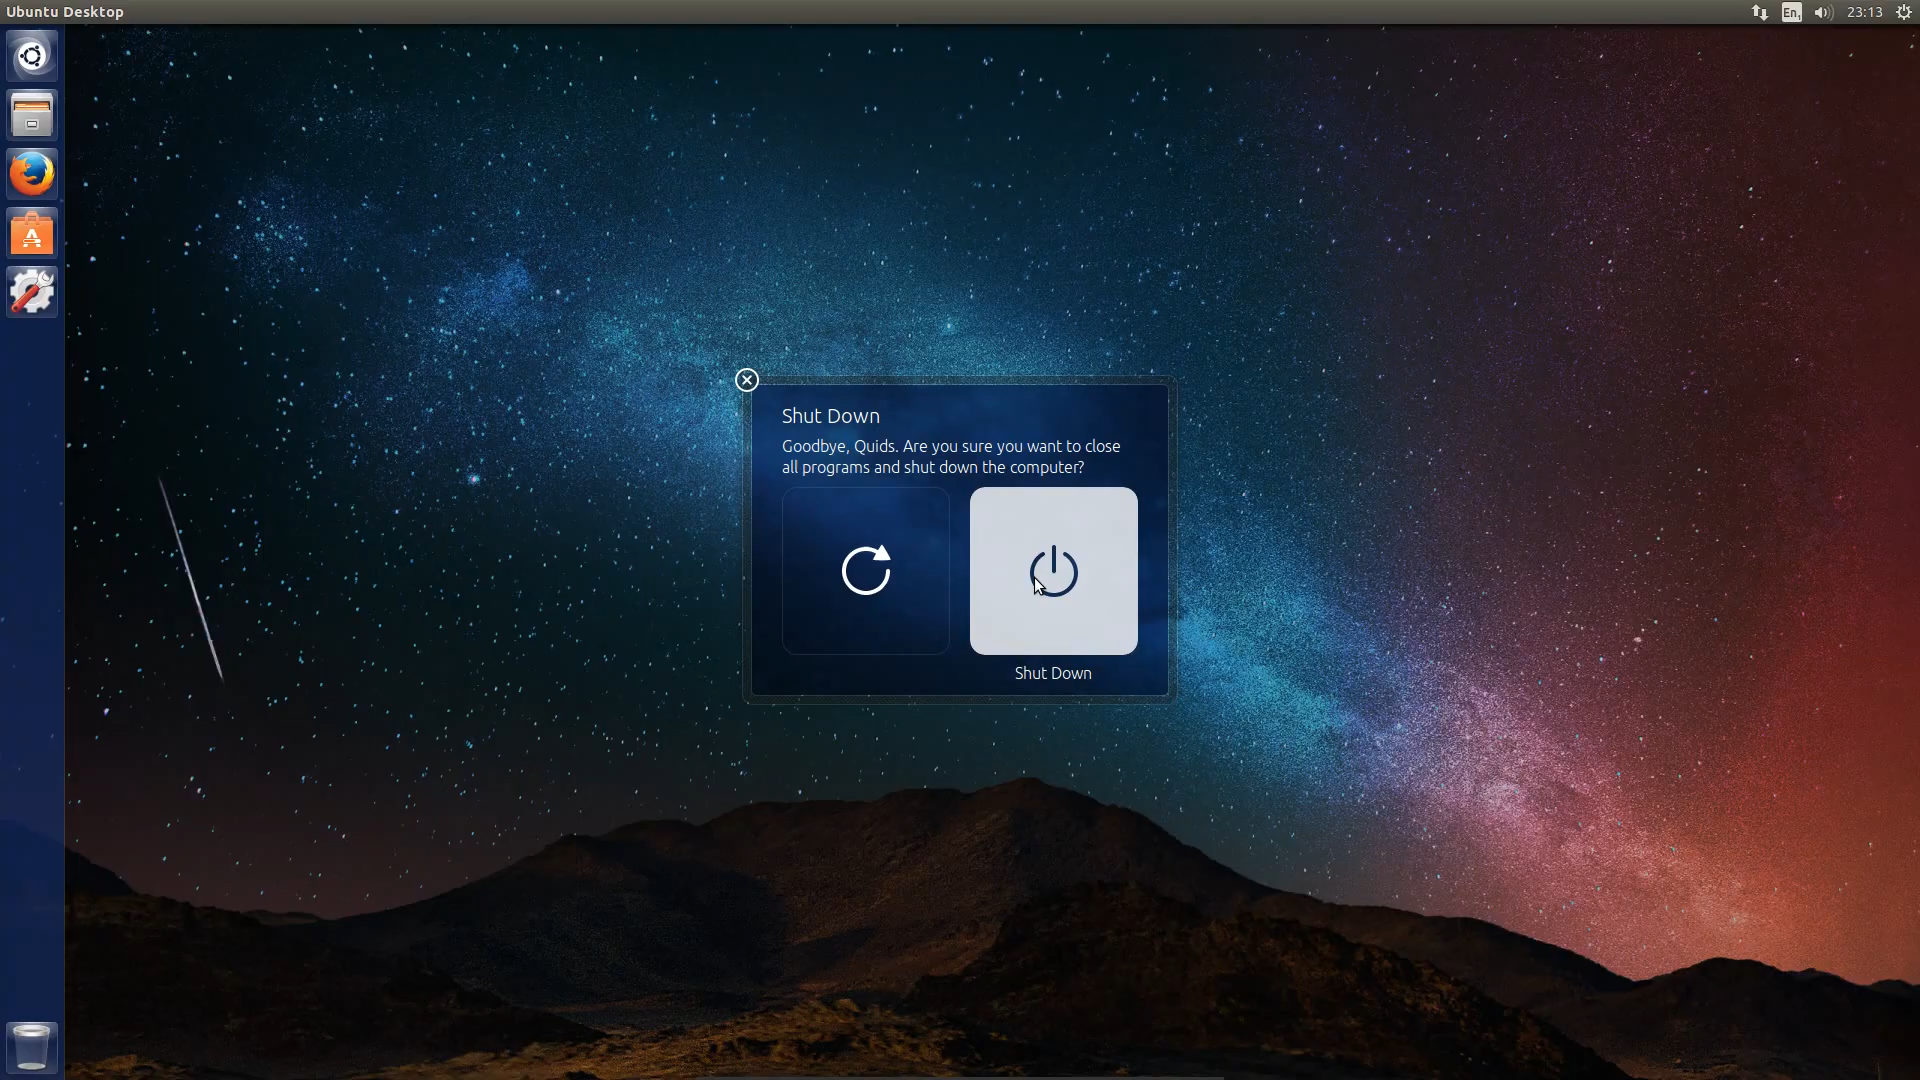 Ubuntu Desktop
En1 23:13
Shut Down
Goodbye, Quids. Are you sure you want to close
all programs and shut down the computer?
Shut Down